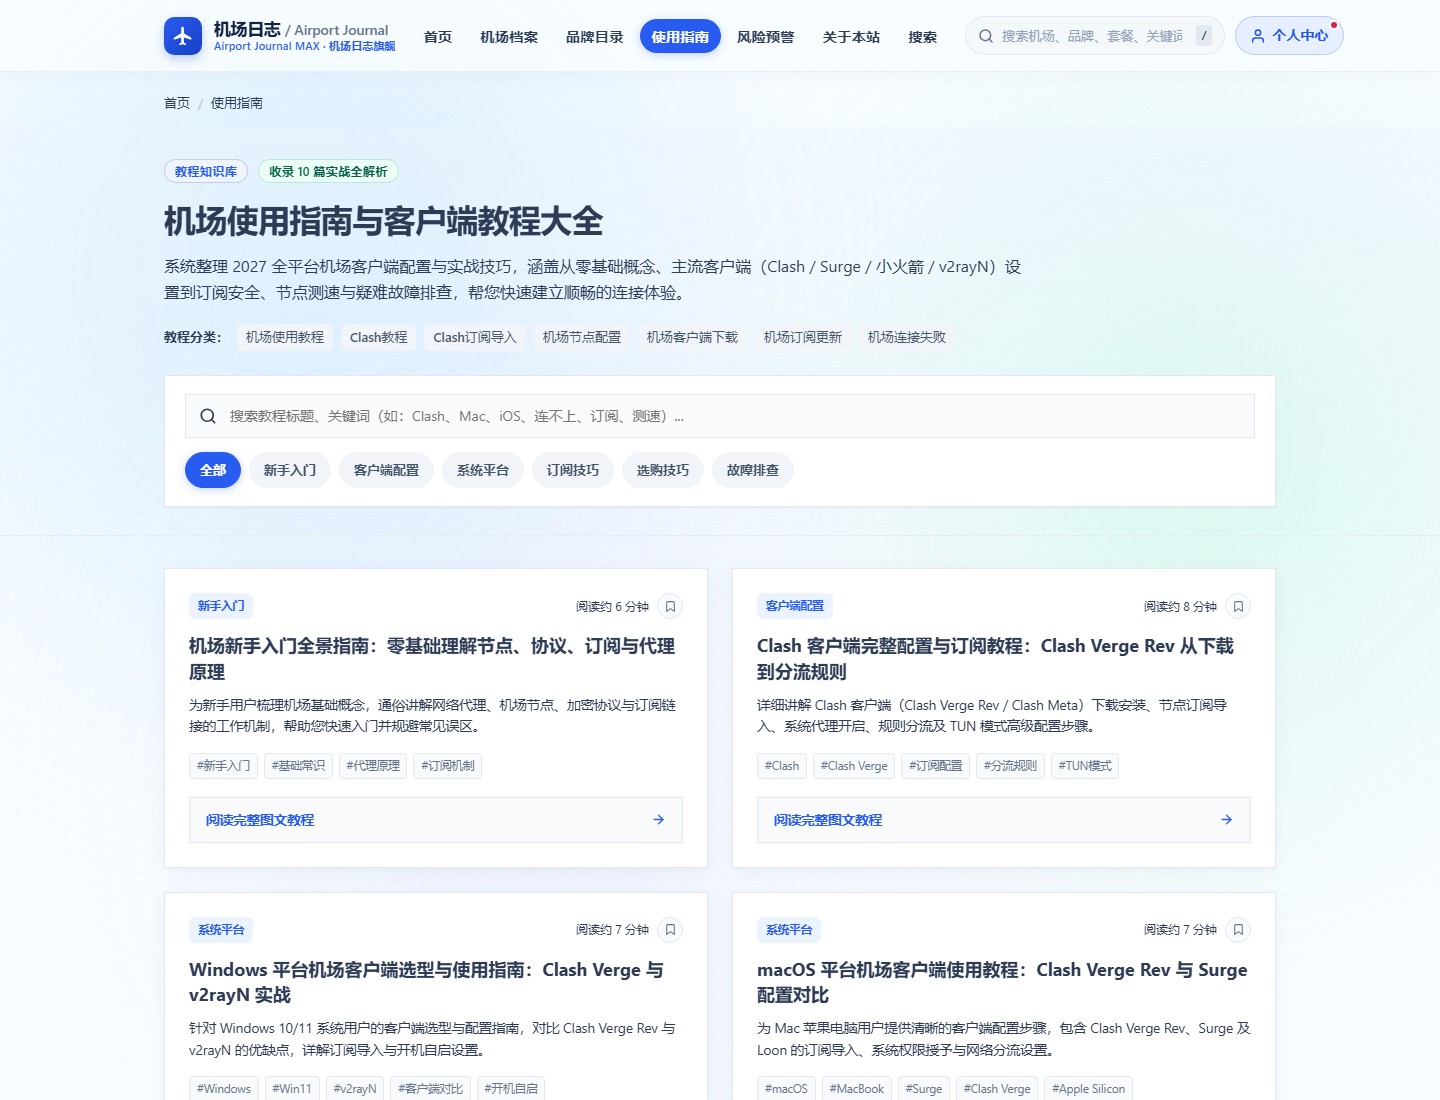 机场日志 / Airport Journal
Airport Journal MAX · 机场日志旗舰
首页 机场档案 品牌目录 使用指南 风险预警 关于本站 搜索
搜索机场、品牌、套餐、关键词 /
个人中心
首页 / 使用指南
教程知识库 收录 10 篇实战全解析
机场使用指南与客户端教程大全
系统整理 2027 全平台机场客户端配置与实战技巧，涵盖从零基础概念、主流客户端（Clash / Surge / 小火箭 / v2rayN）设
置到订阅安全、节点测速与疑难故障排查，帮您快速建立顺畅的连接体验。
教程分类： 机场使用教程 Clash教程 Clash订阅导入 机场节点配置 机场客户端下载 机场订阅更新 机场连接失败
搜索教程标题、关键词（如：Clash、Mac、iOS、连不上、订阅、测速）...
全部 新手入门 客户端配置 系统平台 订阅技巧 选购技巧 故障排查
新手入门 阅读约 6 分钟
机场新手入门全景指南：零基础理解节点、协议、订阅与代理
原理
为新手用户梳理机场基础概念，通俗讲解网络代理、机场节点、加密协议与订阅链
接的工作机制，帮助您快速入门并规避常见误区。
#新手入门 #基础常识 #代理原理 #订阅机制
阅读完整图文教程
客户端配置 阅读约 8 分钟
Clash 客户端完整配置与订阅教程：Clash Verge Rev 从下载
到分流规则
详细讲解 Clash 客户端（Clash Verge Rev / Clash Meta）下载安装、节点订阅导
入、系统代理开启、规则分流及 TUN 模式高级配置步骤。
#Clash #Clash Verge #订阅配置 #分流规则 #TUN模式
阅读完整图文教程
系统平台 阅读约 7 分钟
Windows 平台机场客户端选型与使用指南：Clash Verge 与
v2rayN 实战
针对 Windows 10/11 系统用户的客户端选型与配置指南，对比 Clash Verge Rev 与
v2rayN 的优缺点，详解订阅导入与开机自启设置。
#Windows #Win11 #v2rayN #客户端对比 #开机自启
系统平台 阅读约 7 分钟
macOS 平台机场客户端使用教程：Clash Verge Rev 与 Surge
配置对比
为 Mac 苹果电脑用户提供清晰的客户端配置步骤，包含 Clash Verge Rev、Surge 及
Loon 的订阅导入、系统权限授予与网络分流设置。
#macOS #MacBook #Surge #Clash Verge #Apple Silicon